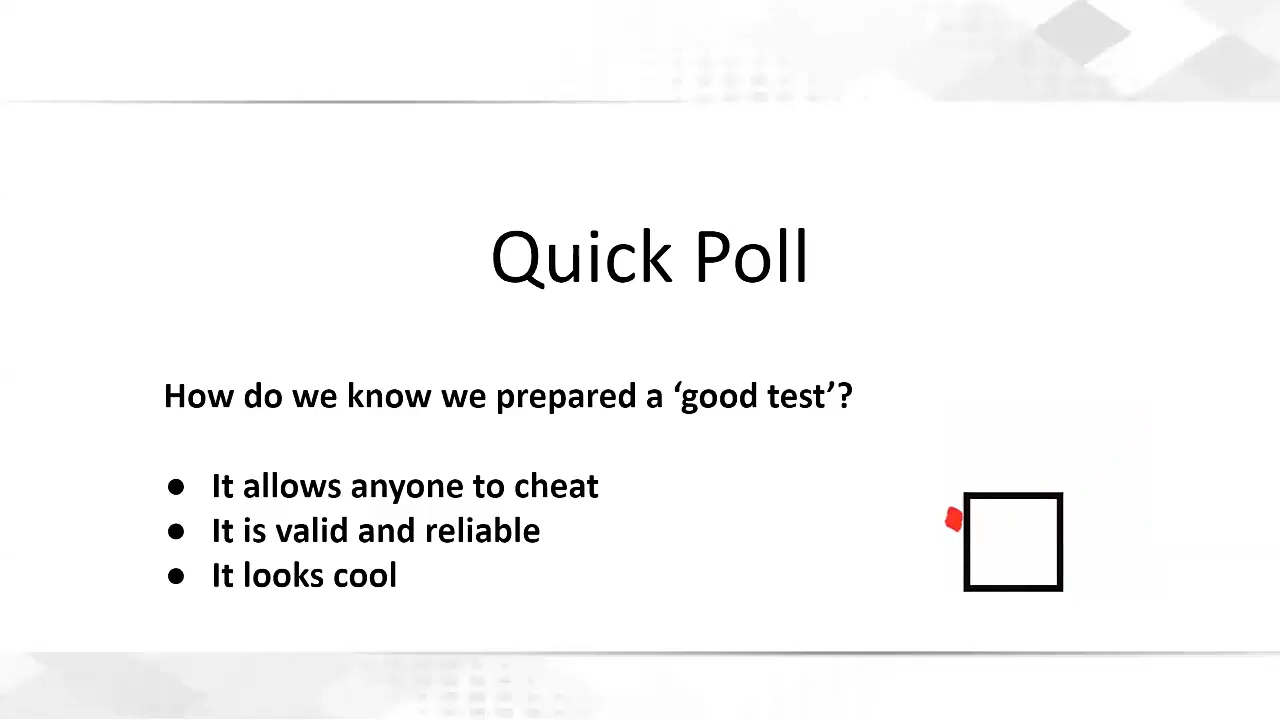 Quick Poll
How do we know we prepared a ‘good test’?
● It allows anyone to cheat
● It is valid and reliable
● It looks cool